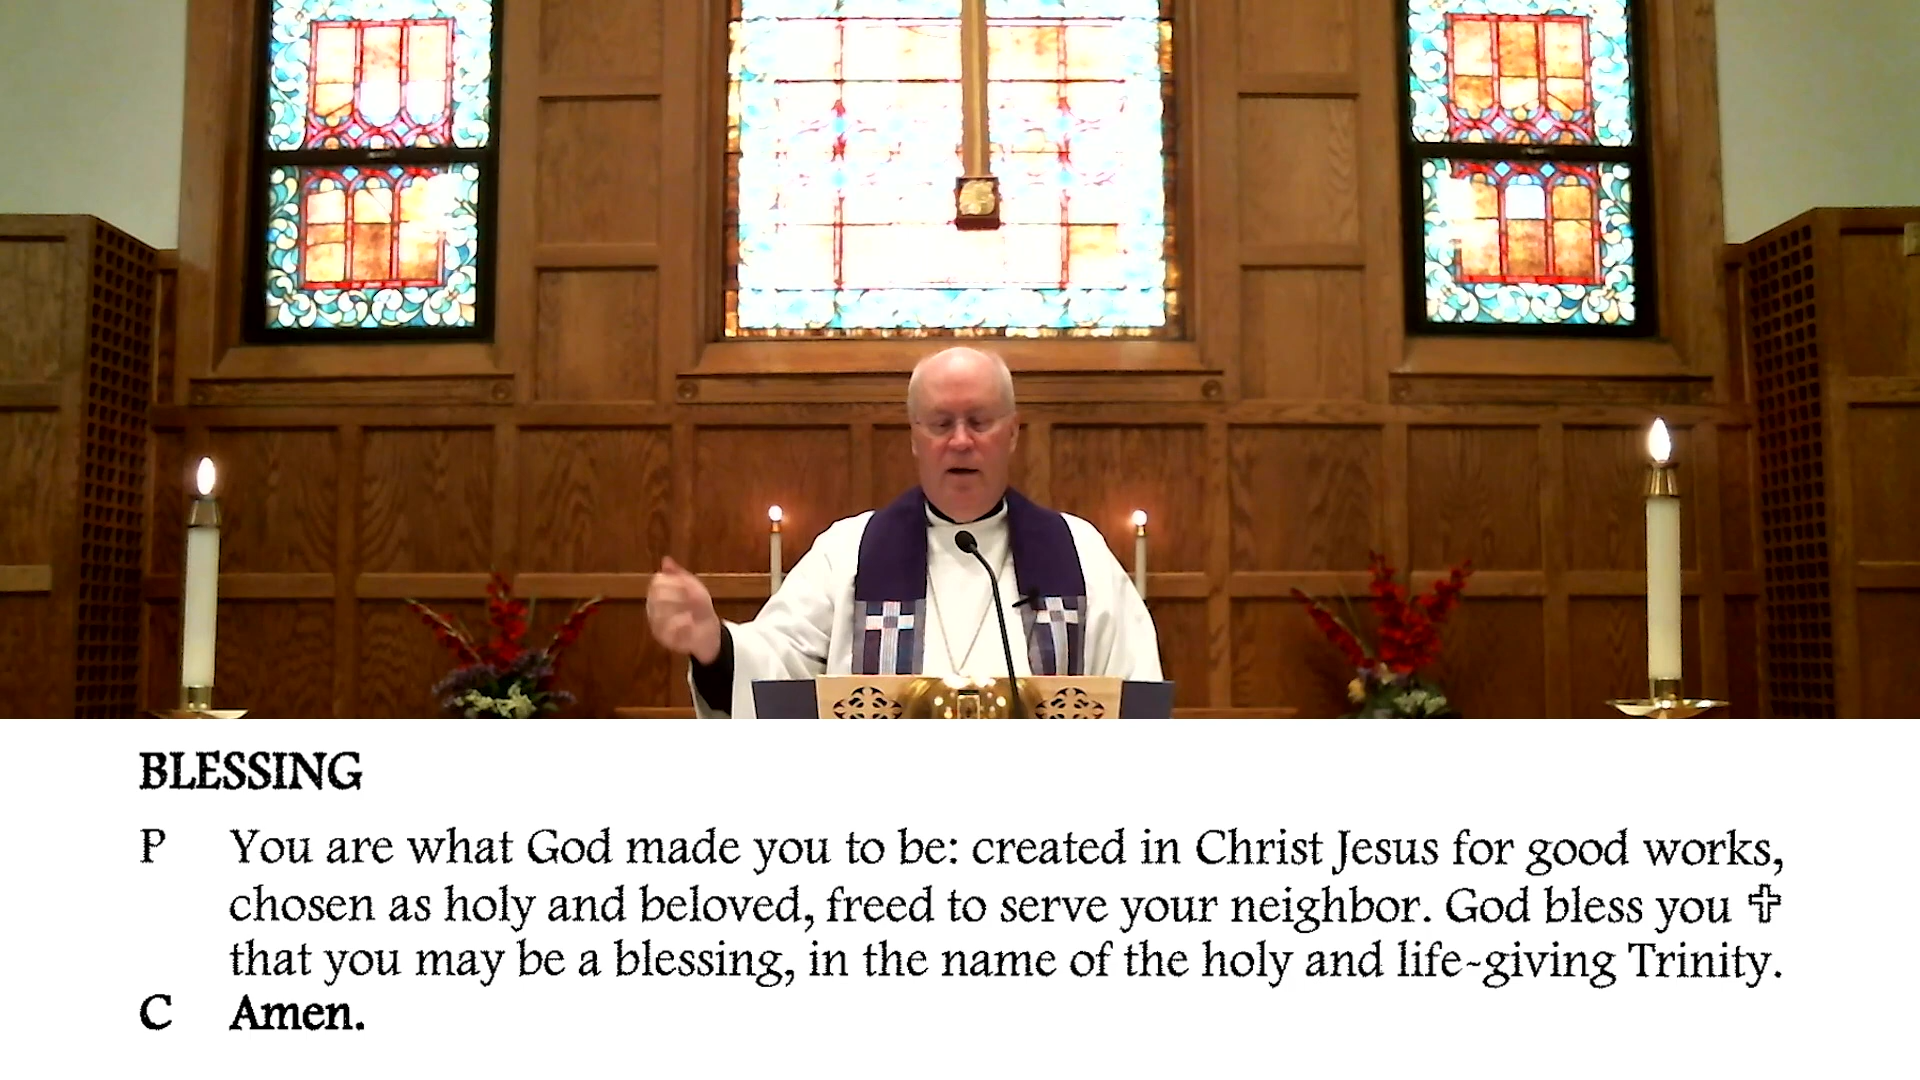 BLESSING
P You are what God made you to be: created in Christ Jesus for good works,
chosen as holy and beloved, freed to serve your neighbor. God bless you ✠
that you may be a blessing, in the name of the holy and life-giving Trinity.
C Amen.